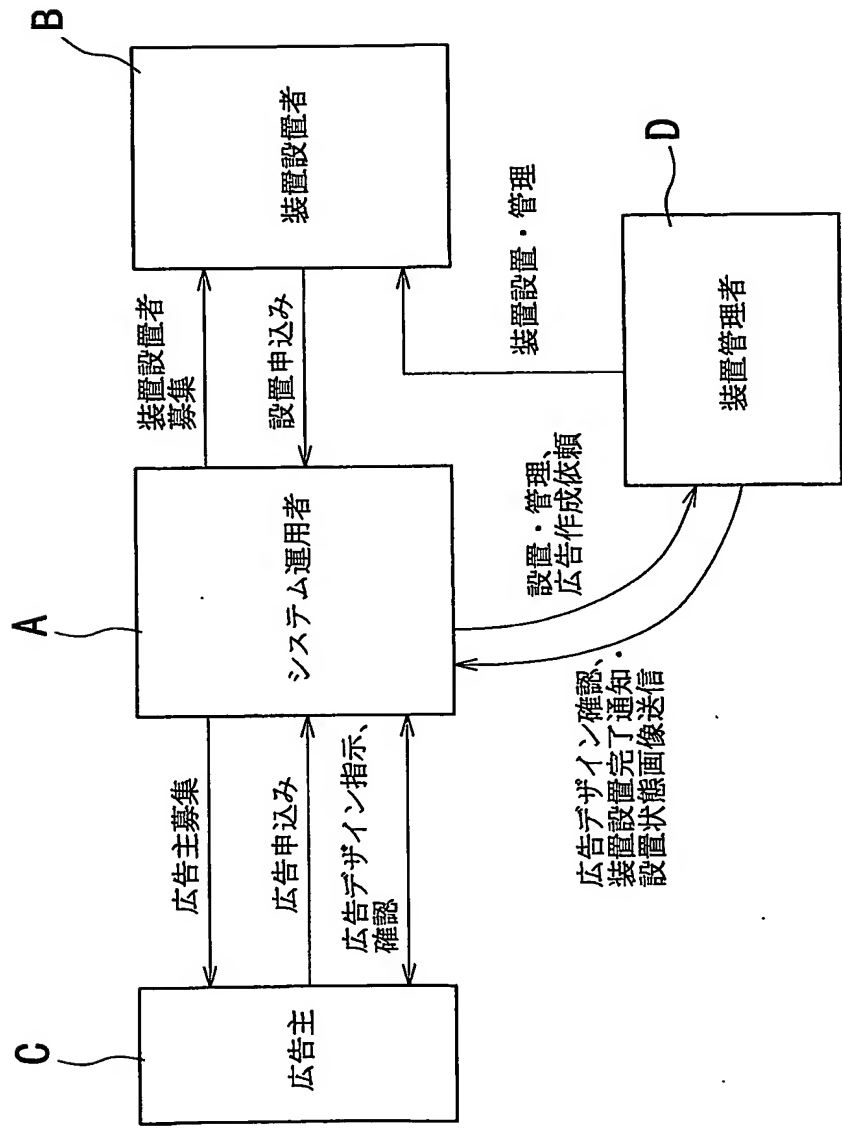 C
広告主
広告主募集
広告申込み
広告デザイン指示、
確認
A
システム運用者
装置設置者
募集
設置申込み
B
装置設置者
設置・管理、
広告作成依頼
広告デザイン確認、
装置設置完了通知
設置状態画像送信
装置設置・管理
D
装置管理者